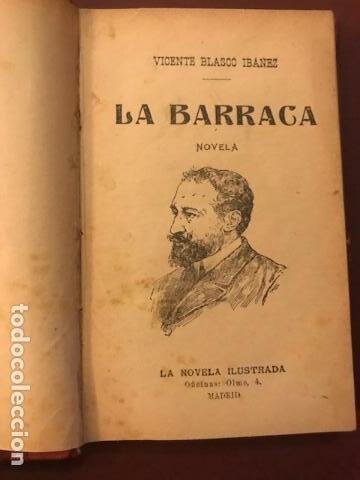 VICENTE BLASCO IBÁÑEZ
LA BARRACA
NOVELA
LA NOVELA ILUSTRADA
Oficinas: Olmo, 4.
MADRID
todocoleccion